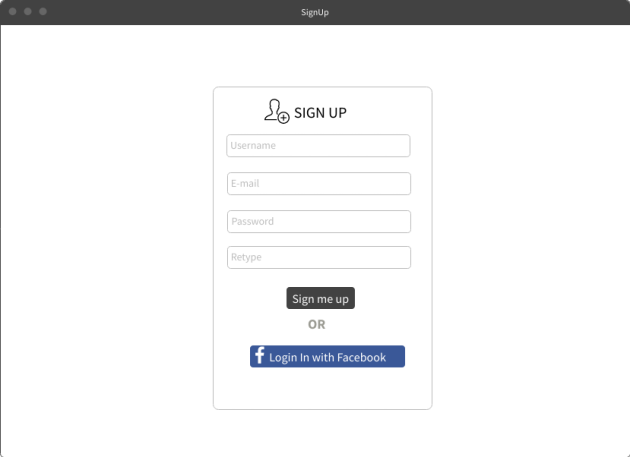 SignUp
SIGN UP
Username
E-mail
Password
Retype
Sign me up
OR
f Login In with Facebook